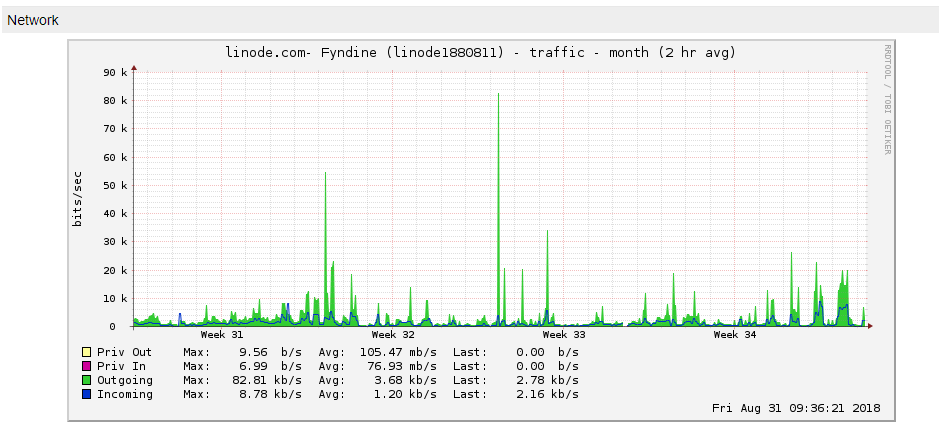 Network
linode.com- Fyndine (linode1880811) - traffic - month (2 hr avg)
RRDTOOL / TOBI OETIKER
bits/sec
90 k
80 k
70 k
60 k
50 k
40 k
30 k
20 k
10 k
0
Week 31 Week 32 Week 33 Week 34
Priv Out Max: 9.56 b/s Avg: 105.47 mb/s Last: 0.00 b/s
Priv In Max: 6.99 b/s Avg: 76.93 mb/s Last: 0.00 b/s
Outgoing Max: 82.81 kb/s Avg: 3.68 kb/s Last: 2.78 kb/s
Incoming Max: 8.78 kb/s Avg: 1.20 kb/s Last: 2.16 kb/s
Fri Aug 31 09:36:21 2018